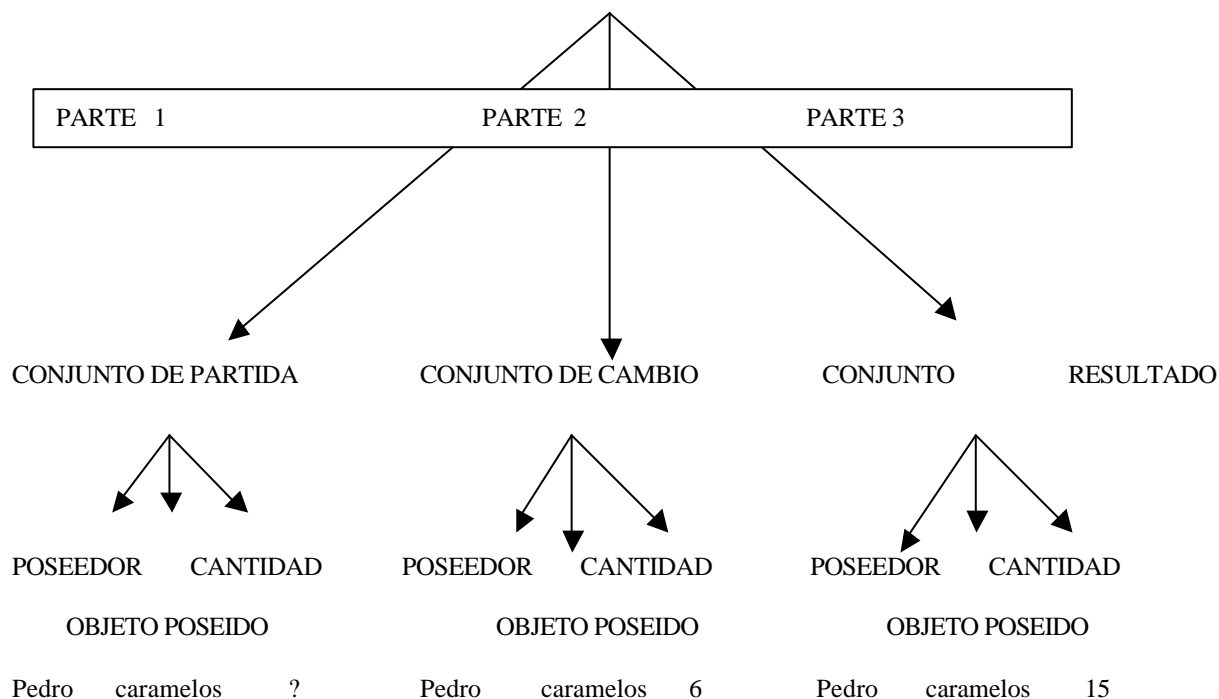 PARTE 1 PARTE 2 PARTE 3
CONJUNTO DE PARTIDA CONJUNTO DE CAMBIO CONJUNTO RESULTADO
POSEEDOR CANTIDAD POSEEDOR CANTIDAD POSEEDOR CANTIDAD
OBJETO POSEIDO OBJETO POSEIDO OBJETO POSEIDO
Pedro caramelos ? Pedro caramelos 6 Pedro caramelos 15